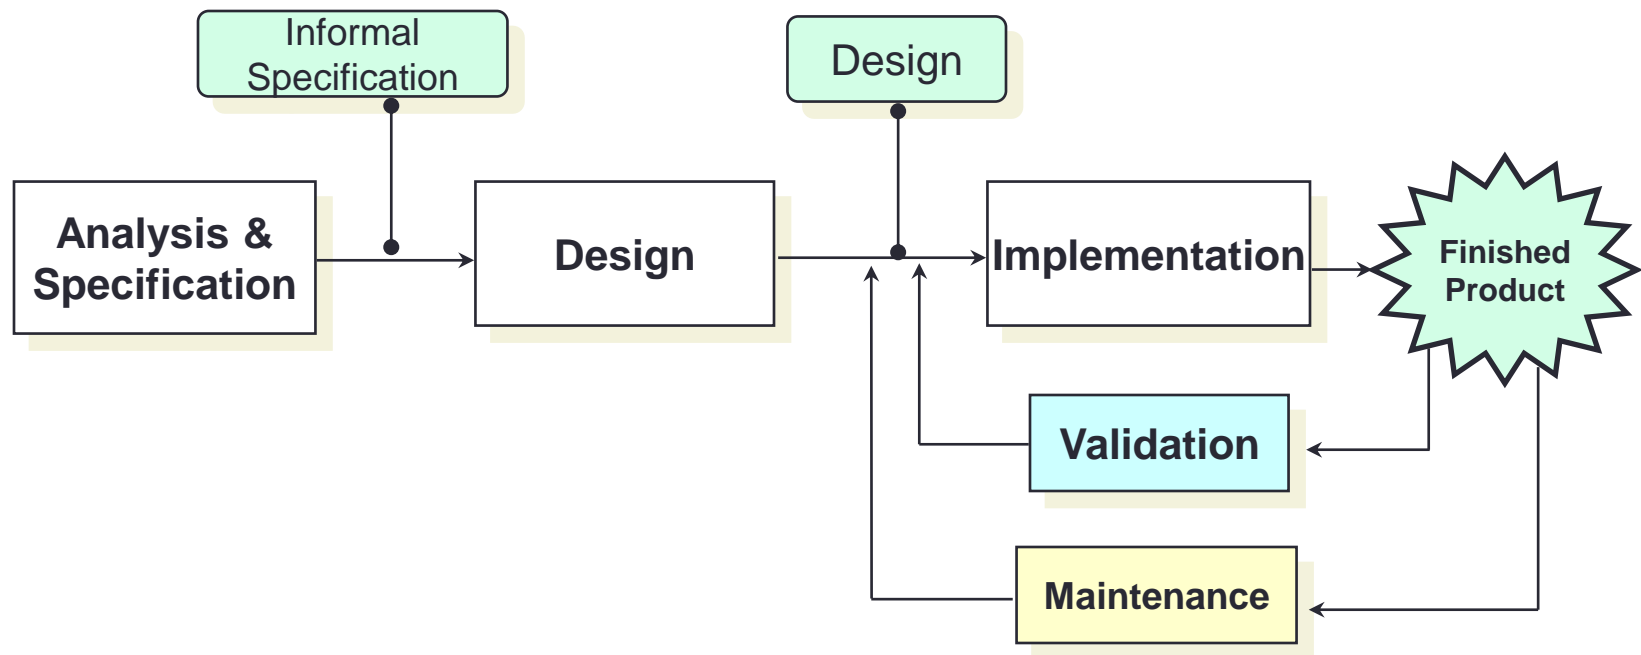 Informal
Specification
Design
Analysis &
Specification
Design
Implementation
Finished
Product
Validation
Maintenance